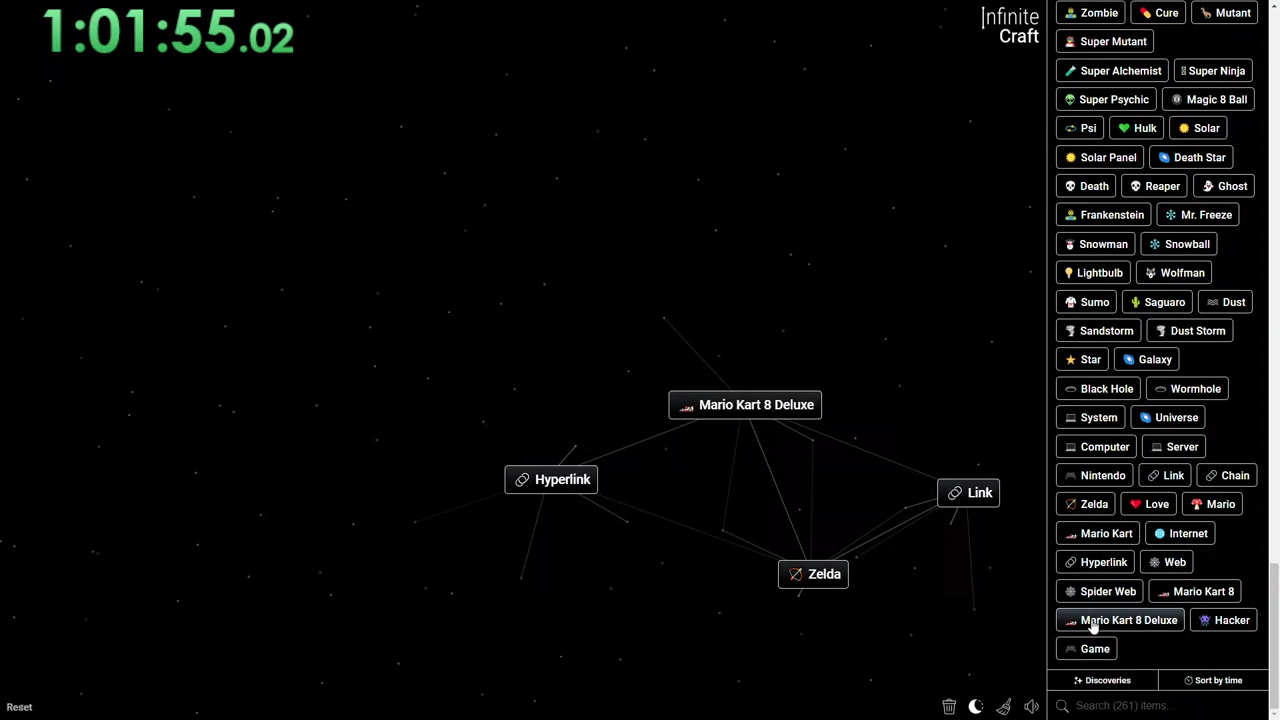 1:01:55.02
Infinite
Craft
Zombie Cure Mutant
Super Mutant
Super Alchemist Super Ninja
Super Psychic Magic 8 Ball
Psi Hulk Solar
Solar Panel Death Star
Death Reaper Ghost
Frankenstein Mr. Freeze
Snowman Snowball
Lightbulb Wolfman
Sumo Saguaro Dust
Sandstorm Dust Storm
Star Galaxy
Black Hole Wormhole
System Universe
Computer Server
Nintendo Link Chain
Zelda Love Mario
Mario Kart Internet
Hyperlink Web
Spider Web Mario Kart 8
Mario Kart 8 Deluxe Hacker
Game
Discoveries Sort by time
Search (261) items...
Mario Kart 8 Deluxe
Hyperlink
Link
Zelda
Reset